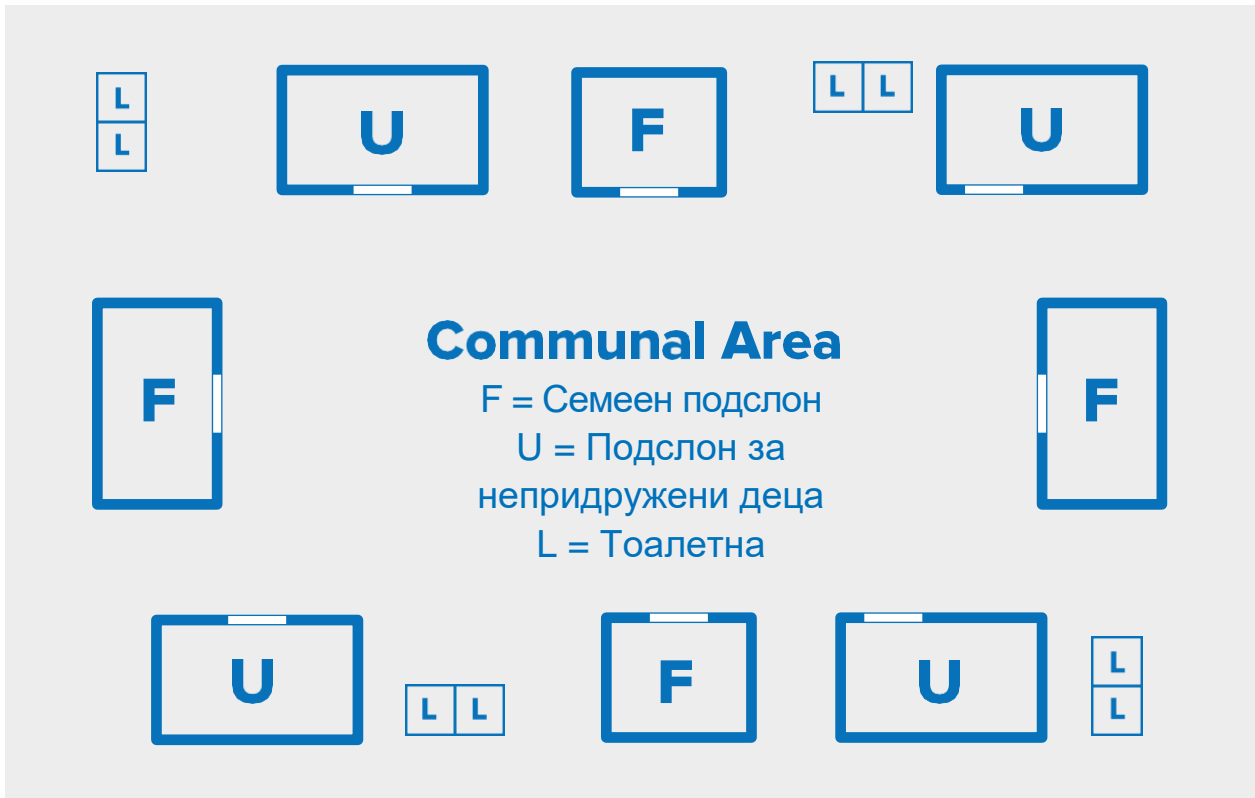 L
L
U
F
L L
U
F
Communal Area
F = Семеен подслон
U = Подслон за
непридружени деца
L = Тоалетна
F
U
L L
F
U
L
L